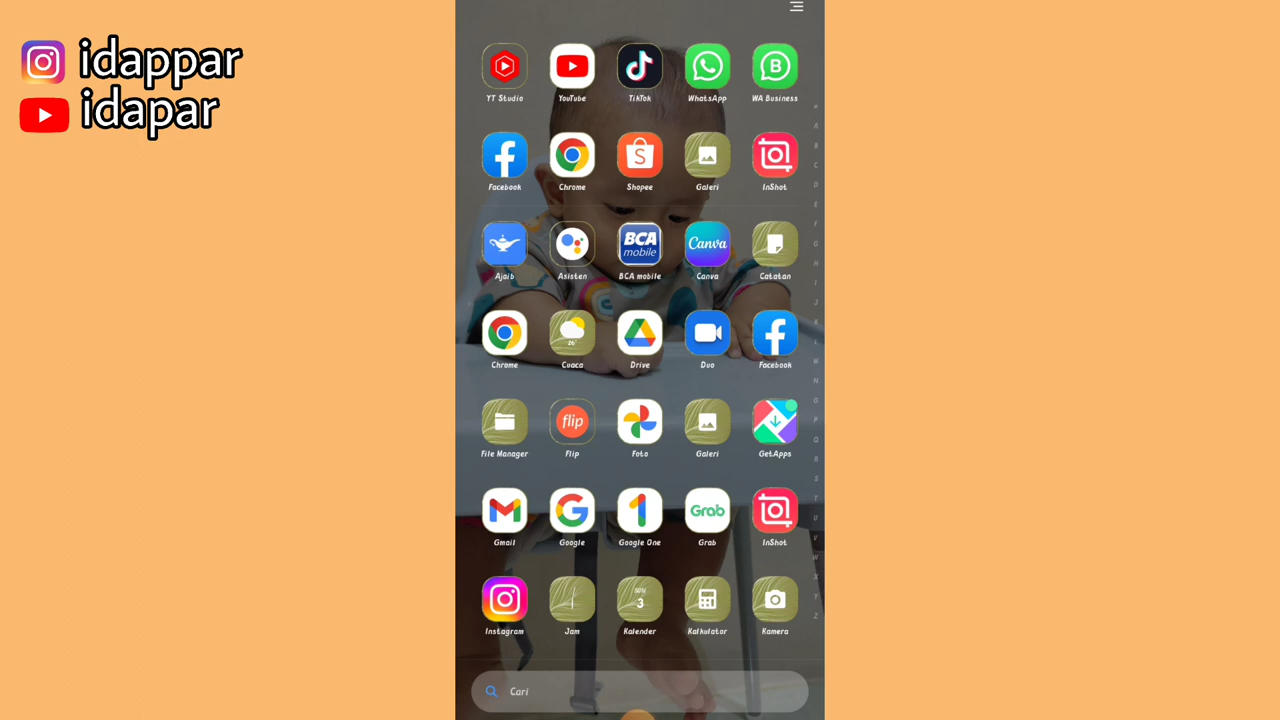 idappar
idapar
YT Studio YouTube TikTok WhatsApp WA Business
Facebook Chrome Shopee Galeri InShot
BCA mobile Canva
Ajaib Asisten BCA mobile Canva Catatan
26°
Chrome Cuaca Drive Duo Facebook
flip
File Manager Flip Foto Galeri GetApps
Grab
Gmail Google Google One Grab InShot
3
Instagram Jam Kalender Kalkulator Kamera
Cari